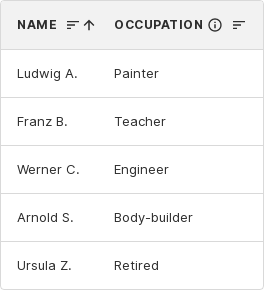 NAME OCCUPATION
Ludwig A. Painter
Franz B. Teacher
Werner C. Engineer
Arnold S. Body-builder
Ursula Z. Retired